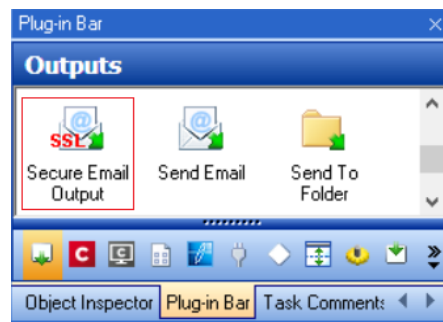 Plug-in Bar
Outputs
SSL
Secure Email
Output
Send Email
Send To
Folder
C
C
Object Inspector
Plug-in Bar
Task Comments